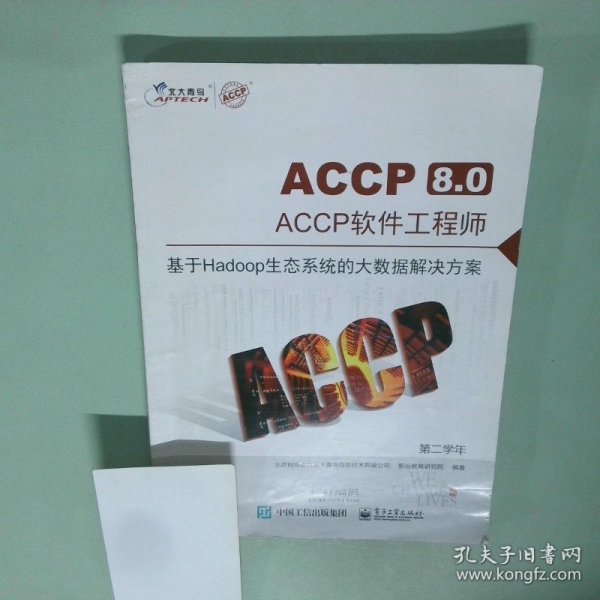 北大青鸟
APTECH
ACCP
ACCP 8.0
ACCP软件工程师
基于Hadoop生态系统的大数据解决方案
ACCP
第二学年
职业教育研究院 编著
WE
LIVES
中国工信出版集团
电子工业出版社
孔夫子旧书网
www.kongfz.com